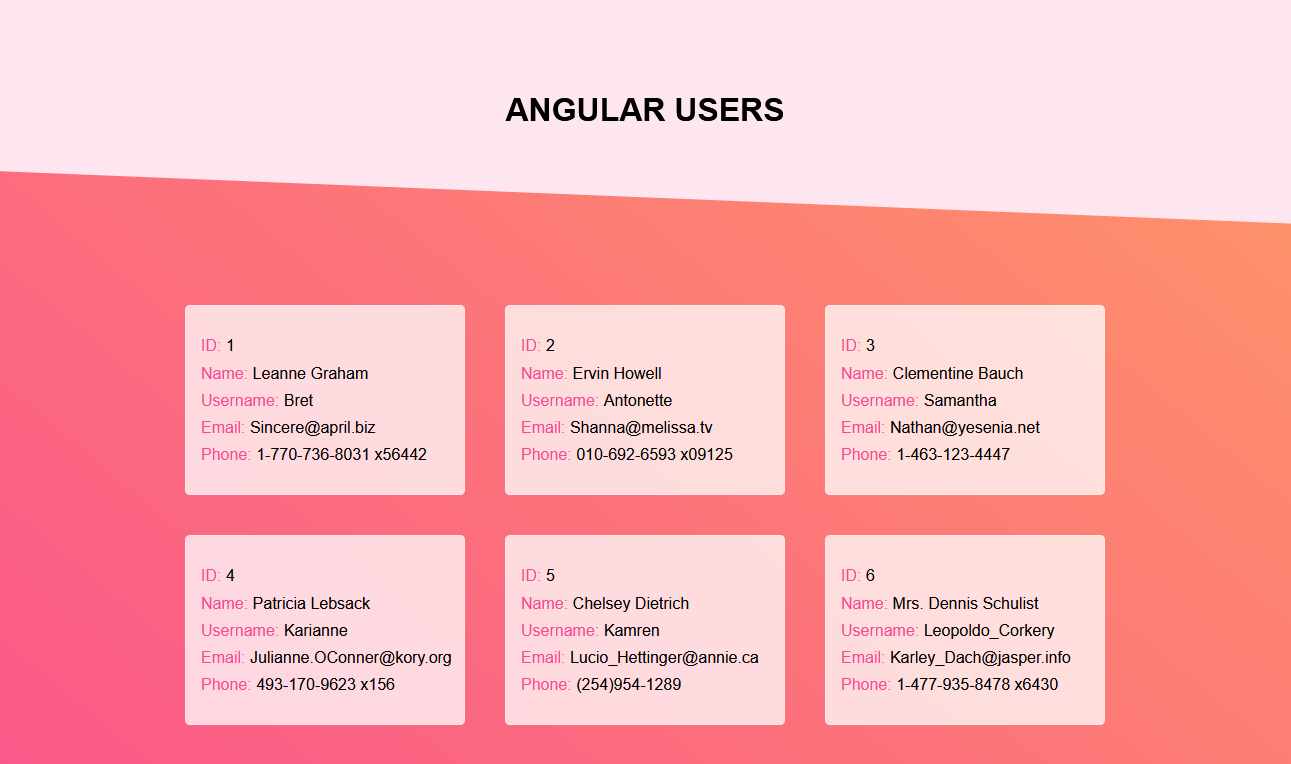 ANGULAR USERS
ID: 1
Name: Leanne Graham
Username: Bret
Email: Sincere@april.biz
Phone: 1-770-736-8031 x56442
ID: 2
Name: Ervin Howell
Username: Antonette
Email: Shanna@melissa.tv
Phone: 010-692-6593 x09125
ID: 3
Name: Clementine Bauch
Username: Samantha
Email: Nathan@yesenia.net
Phone: 1-463-123-4447
ID: 4
Name: Patricia Lebsack
Username: Karianne
Email: Julianne.OConner@kory.org
Phone: 493-170-9623 x156
ID: 5
Name: Chelsey Dietrich
Username: Kamren
Email: Lucio_Hettinger@annie.ca
Phone: (254)954-1289
ID: 6
Name: Mrs. Dennis Schulist
Username: Leopoldo_Corkery
Email: Karley_Dach@jasper.info
Phone: 1-477-935-8478 x6430